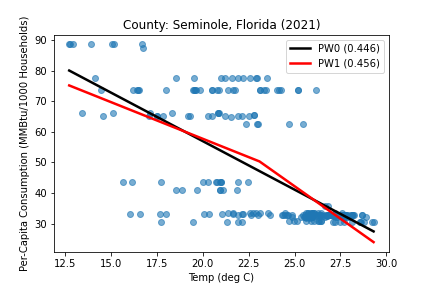 County: Seminole, Florida (2021)
Per-Capita Consumption (MMBtu/1000 Households)
90
80
70
60
50
40
30
PW0 (0.446)
PW1 (0.456)
12.5 15.0 17.5 20.0 22.5 25.0 27.5 30.0
Temp (deg C)